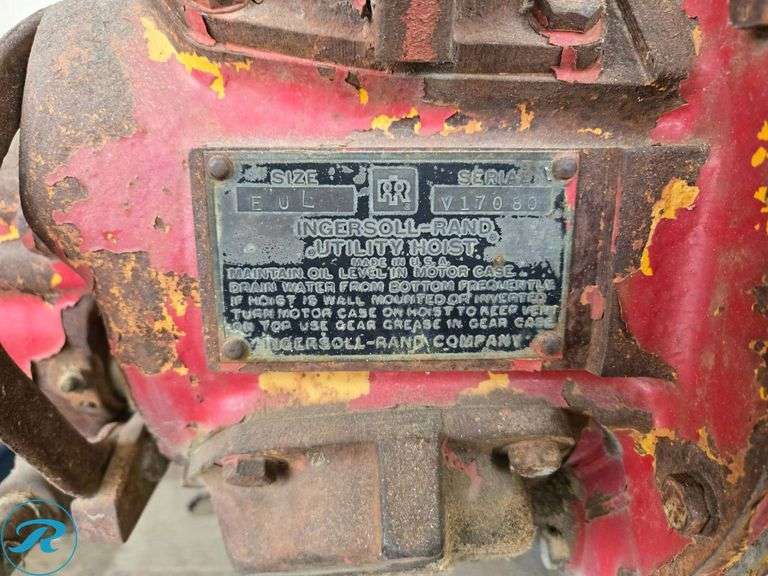 SIZE SERIAL
EUL IR V17080
INGERSOLL-RAND
UTILITY HOIST
MADE IN U.S.A.
MAINTAIN OIL LEVEL IN MOTOR CASE
DRAIN WATER FROM BOTTOM FREQUENTLY
IF HOIST IS WALL MOUNTED OR INVERTED
TURN MOTOR CASE ON HOIST TO KEEP VENT
ON TOP USE GEAR GREASE IN GEAR CASE
INGERSOLL-RAND COMPANY
R